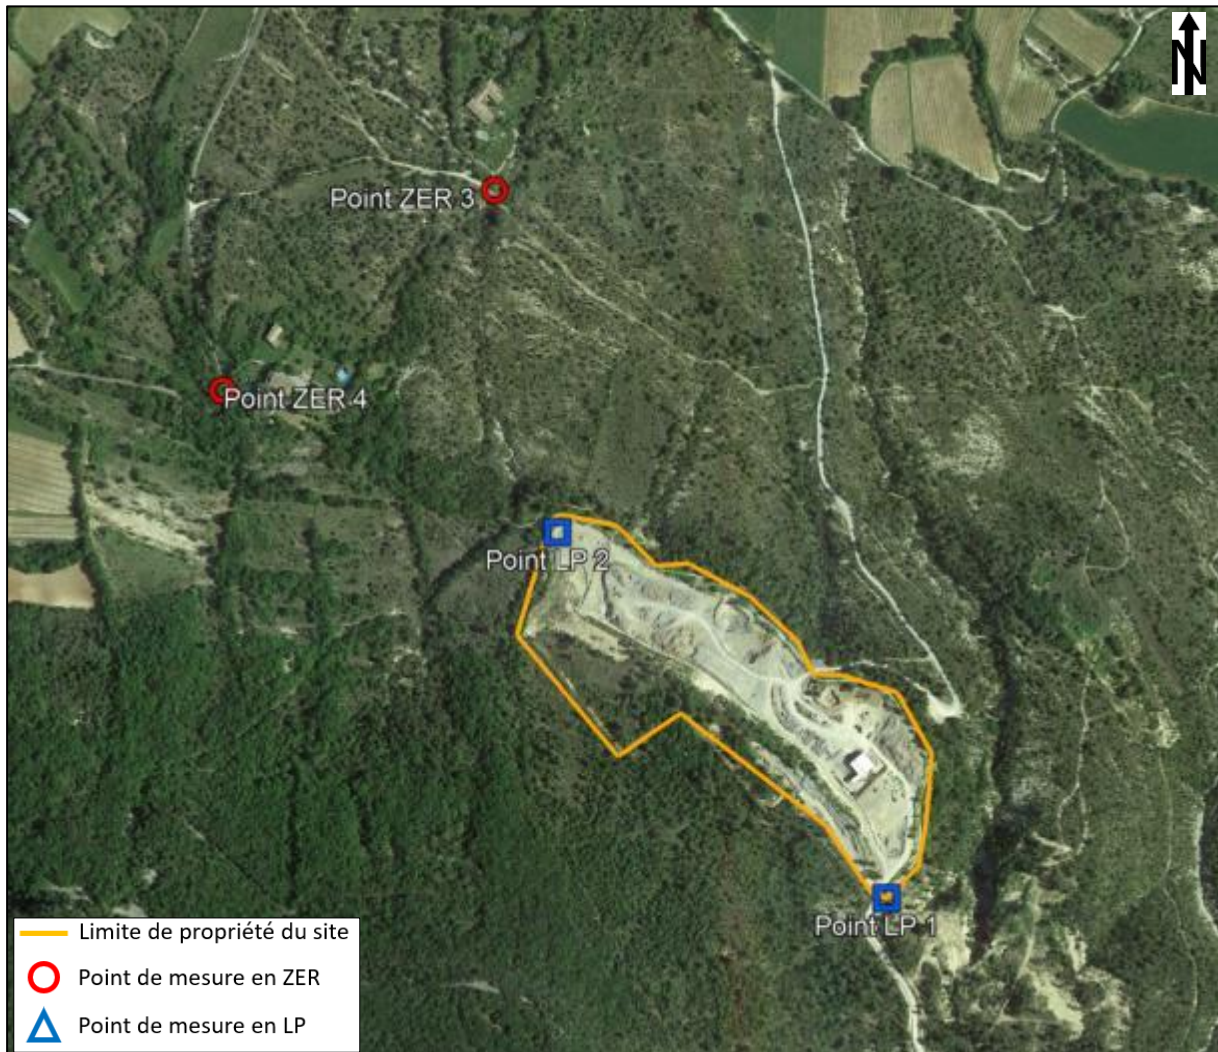 N
Point ZER 3
Point ZER 4
Point LP 2
Point LP 1
Limite de propriété du site
Point de mesure en ZER
Point de mesure en LP